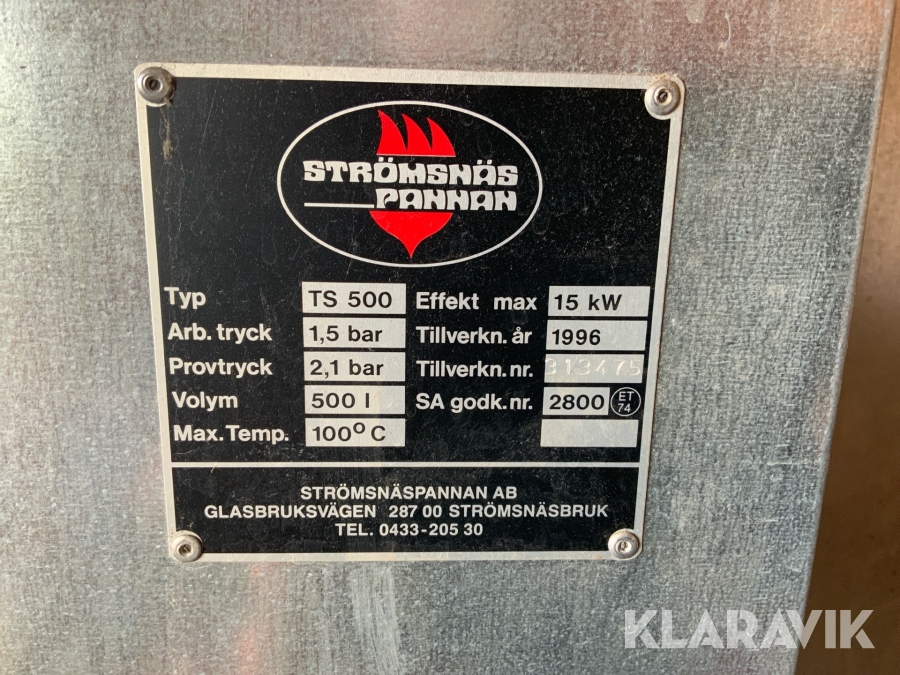 STRÖMSNÄS
PANNAN
Typ TS 500 Effekt max 15 kW
Arb. tryck 1,5 bar Tillverkn. år 1996
Provtryck 2,1 bar Tillverkn. nr. 313475
Volym 500 l SA godk. nr. 2800 ET 74
Max. Temp. 100° C
STRÖMSNÄSPANNAN AB
GLASBRUKSVÄGEN 287 00 STRÖMSNÄSBRUK
TEL. 0433-205 30
KLARAVIK